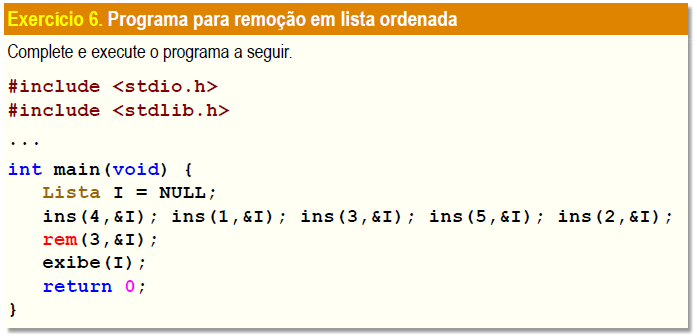 Exercício 6. Programa para remoção em lista ordenada
Complete e execute o programa a seguir.
#include <stdio.h>
#include <stdlib.h>
...
int main(void) {
   Lista I = NULL;
   ins(4,&I); ins(1,&I); ins(3,&I); ins(5,&I); ins(2,&I);
   rem(3,&I);
   exibe(I);
   return 0;
}